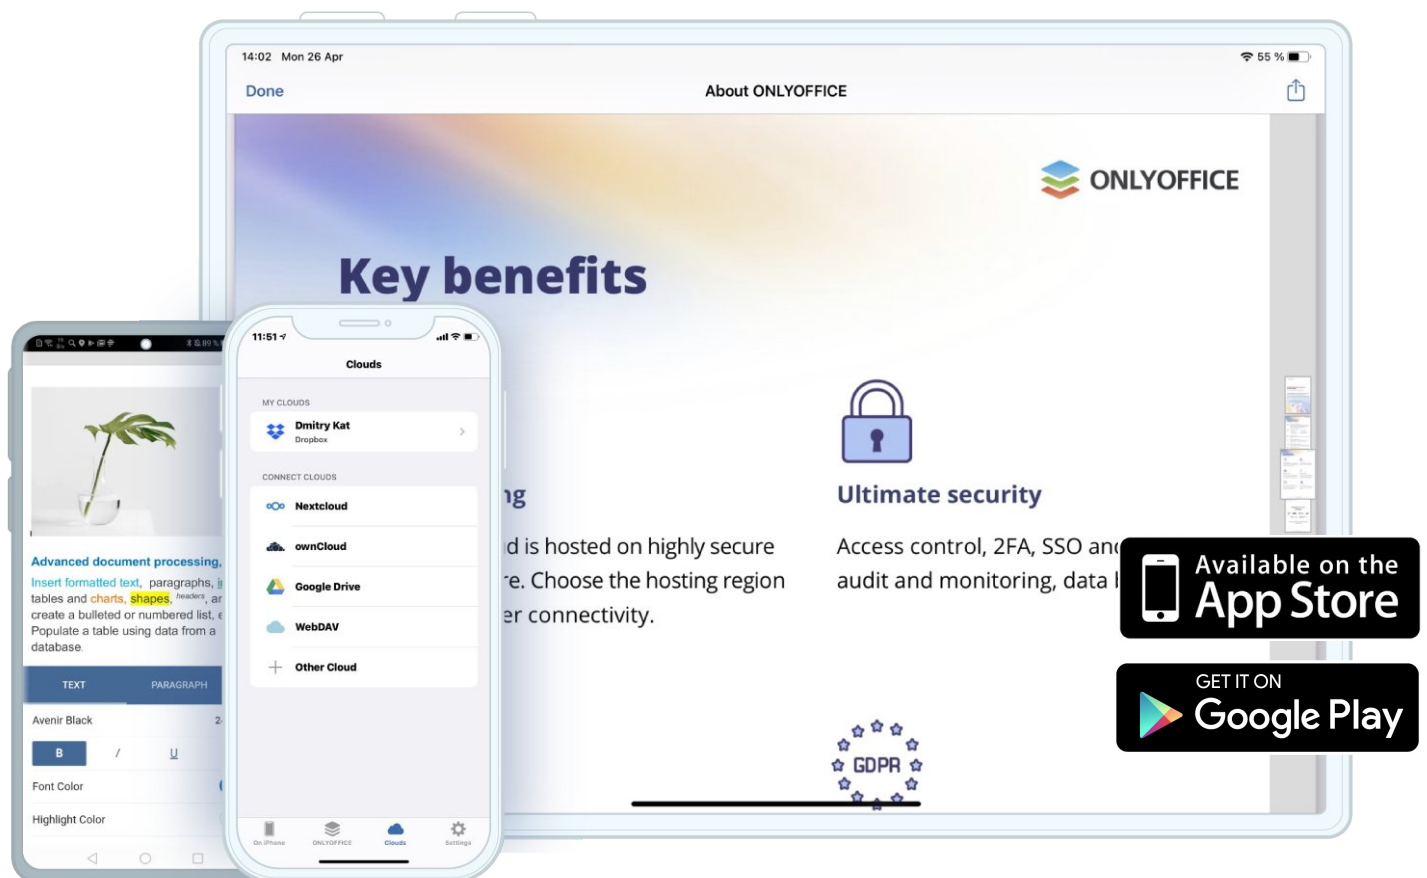 14:02 Mon 26 Apr
55 %
Done
About ONLYOFFICE
ONLYOFFICE
Key benefits
is hosted on highly secure
Choose the hosting region
connectivity.
Ultimate security
Access control, 2FA, SSO
audit and monitoring, data
GDPR
89 %
Advanced document processing,
Insert formatted text, paragraphs,
tables and charts, shapes, headers,
create a bulleted or numbered list,
Populate a table using data from a
database.
TEXT PARAGRAPH
Avenir Black
B I U
Font Color
Highlight Color
11:51
Clouds
MY CLOUDS
Dmitry Kat
Dropbox
CONNECT CLOUDS
Nextcloud
ownCloud
Google Drive
WebDAV
Other Cloud
On iPhone ONLYOFFICE Clouds Settings
Available on the
App Store
GET IT ON
Google Play